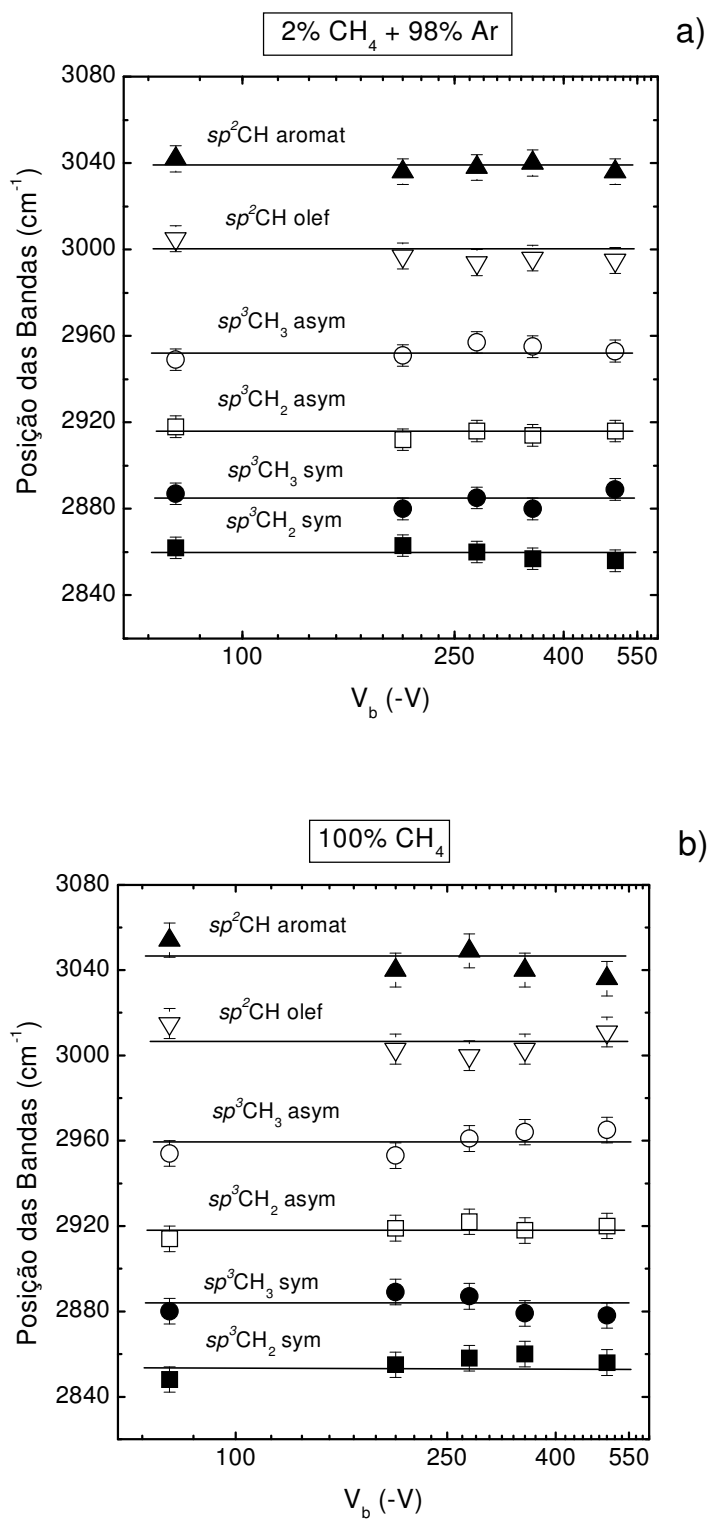 2% CH₄ + 98% Ar
a)
3080
3040
3000
2960
2920
2880
2840
Posição das Bandas (cm⁻¹)
sp²CH aromat
sp²CH olef
sp³CH₃ asym
sp³CH₂ asym
sp³CH₃ sym
sp³CH₂ sym
100 250 400 550
V_b (-V)
100% CH₄
b)
3080
3040
3000
2960
2920
2880
2840
Posição das Bandas (cm⁻¹)
sp²CH aromat
sp²CH olef
sp³CH₃ asym
sp³CH₂ asym
sp³CH₃ sym
sp³CH₂ sym
100 250 400 550
V_b (-V)